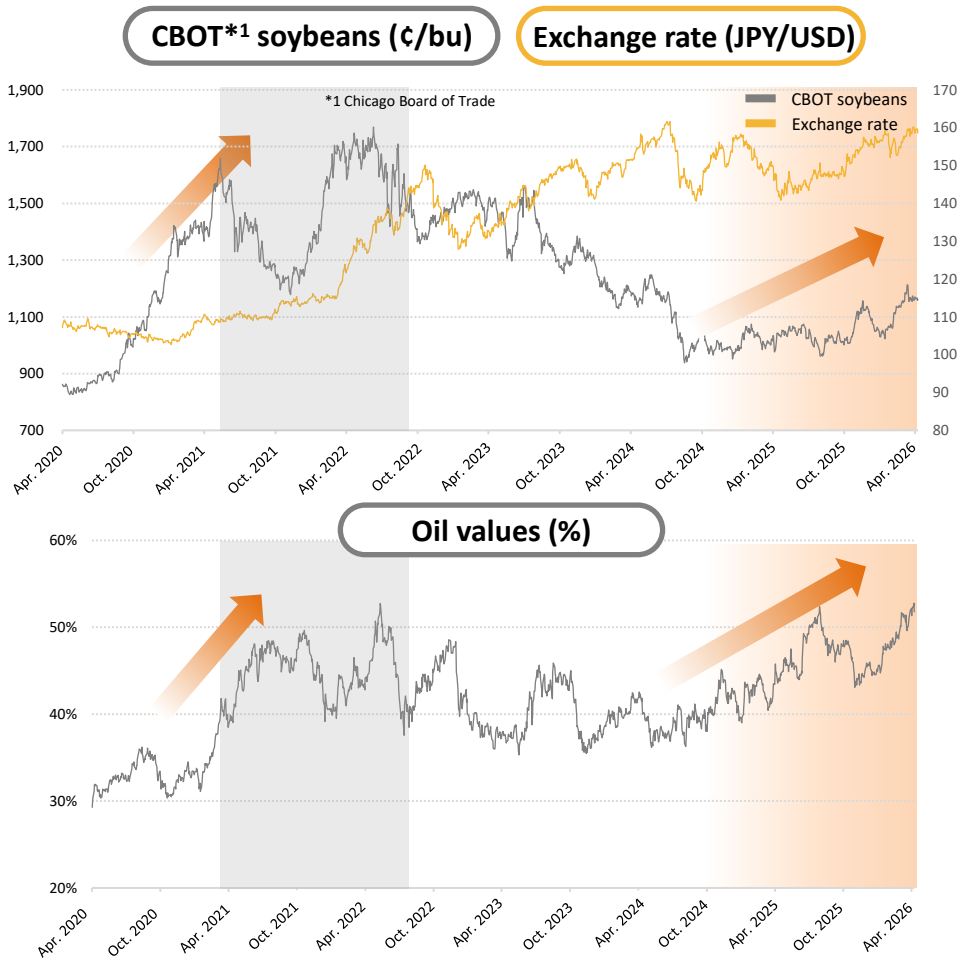 CBOT*1 soybeans (¢/bu)
Exchange rate (JPY/USD)
*1 Chicago Board of Trade
CBOT soybeans
Exchange rate
1,900
1,700
1,500
1,300
1,100
900
700
170
160
150
140
130
120
110
100
90
80
Apr. 2020
Oct. 2020
Apr. 2021
Oct. 2021
Apr. 2022
Oct. 2022
Apr. 2023
Oct. 2023
Apr. 2024
Oct. 2024
Apr. 2025
Oct. 2025
Apr. 2026
Oil values (%)
60%
50%
40%
30%
20%
Apr. 2020
Oct. 2020
Apr. 2021
Oct. 2021
Apr. 2022
Oct. 2022
Apr. 2023
Oct. 2023
Apr. 2024
Oct. 2024
Apr. 2025
Oct. 2025
Apr. 2026